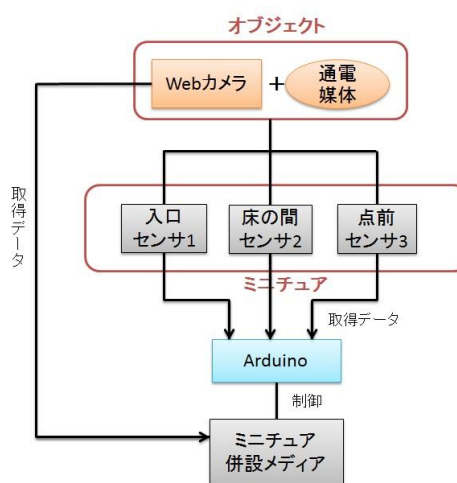 オブジェクト
Webカメラ
+
通電
媒体
取得データ
入口
センサ1
床の間
センサ2
点前
センサ3
ミニチュア
取得データ
Arduino
制御
ミニチュア
併設メディア